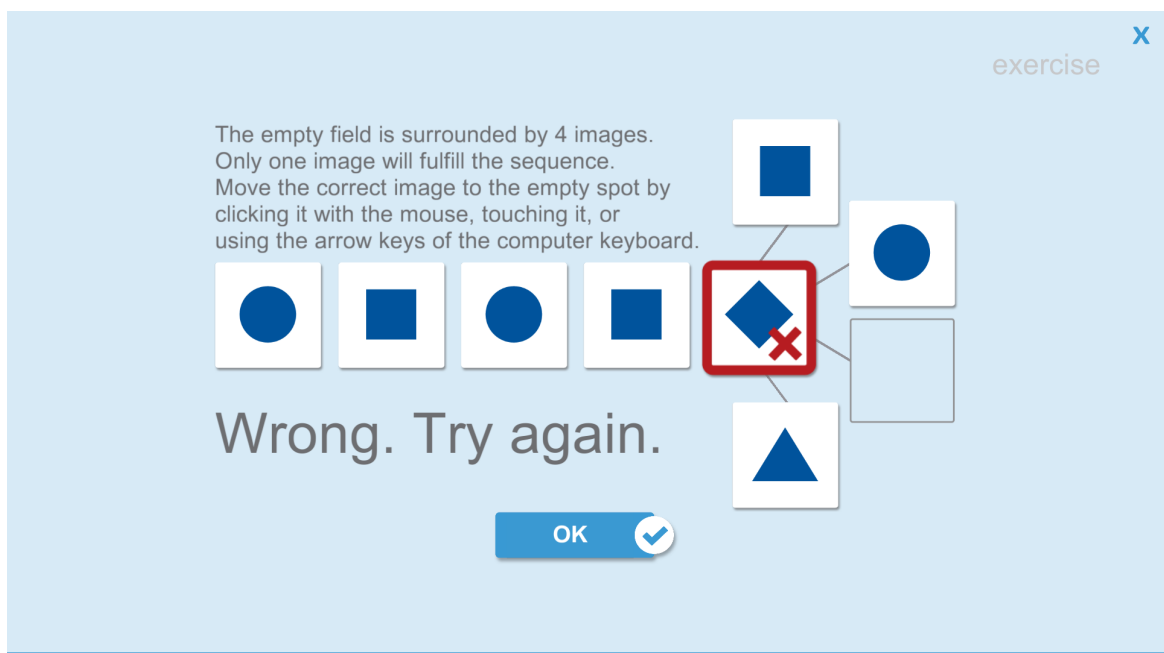 X
exercise
The empty field is surrounded by 4 images.
Only one image will fulfill the sequence.
Move the correct image to the empty spot by
clicking it with the mouse, touching it, or
using the arrow keys of the computer keyboard.
Wrong. Try again.
OK